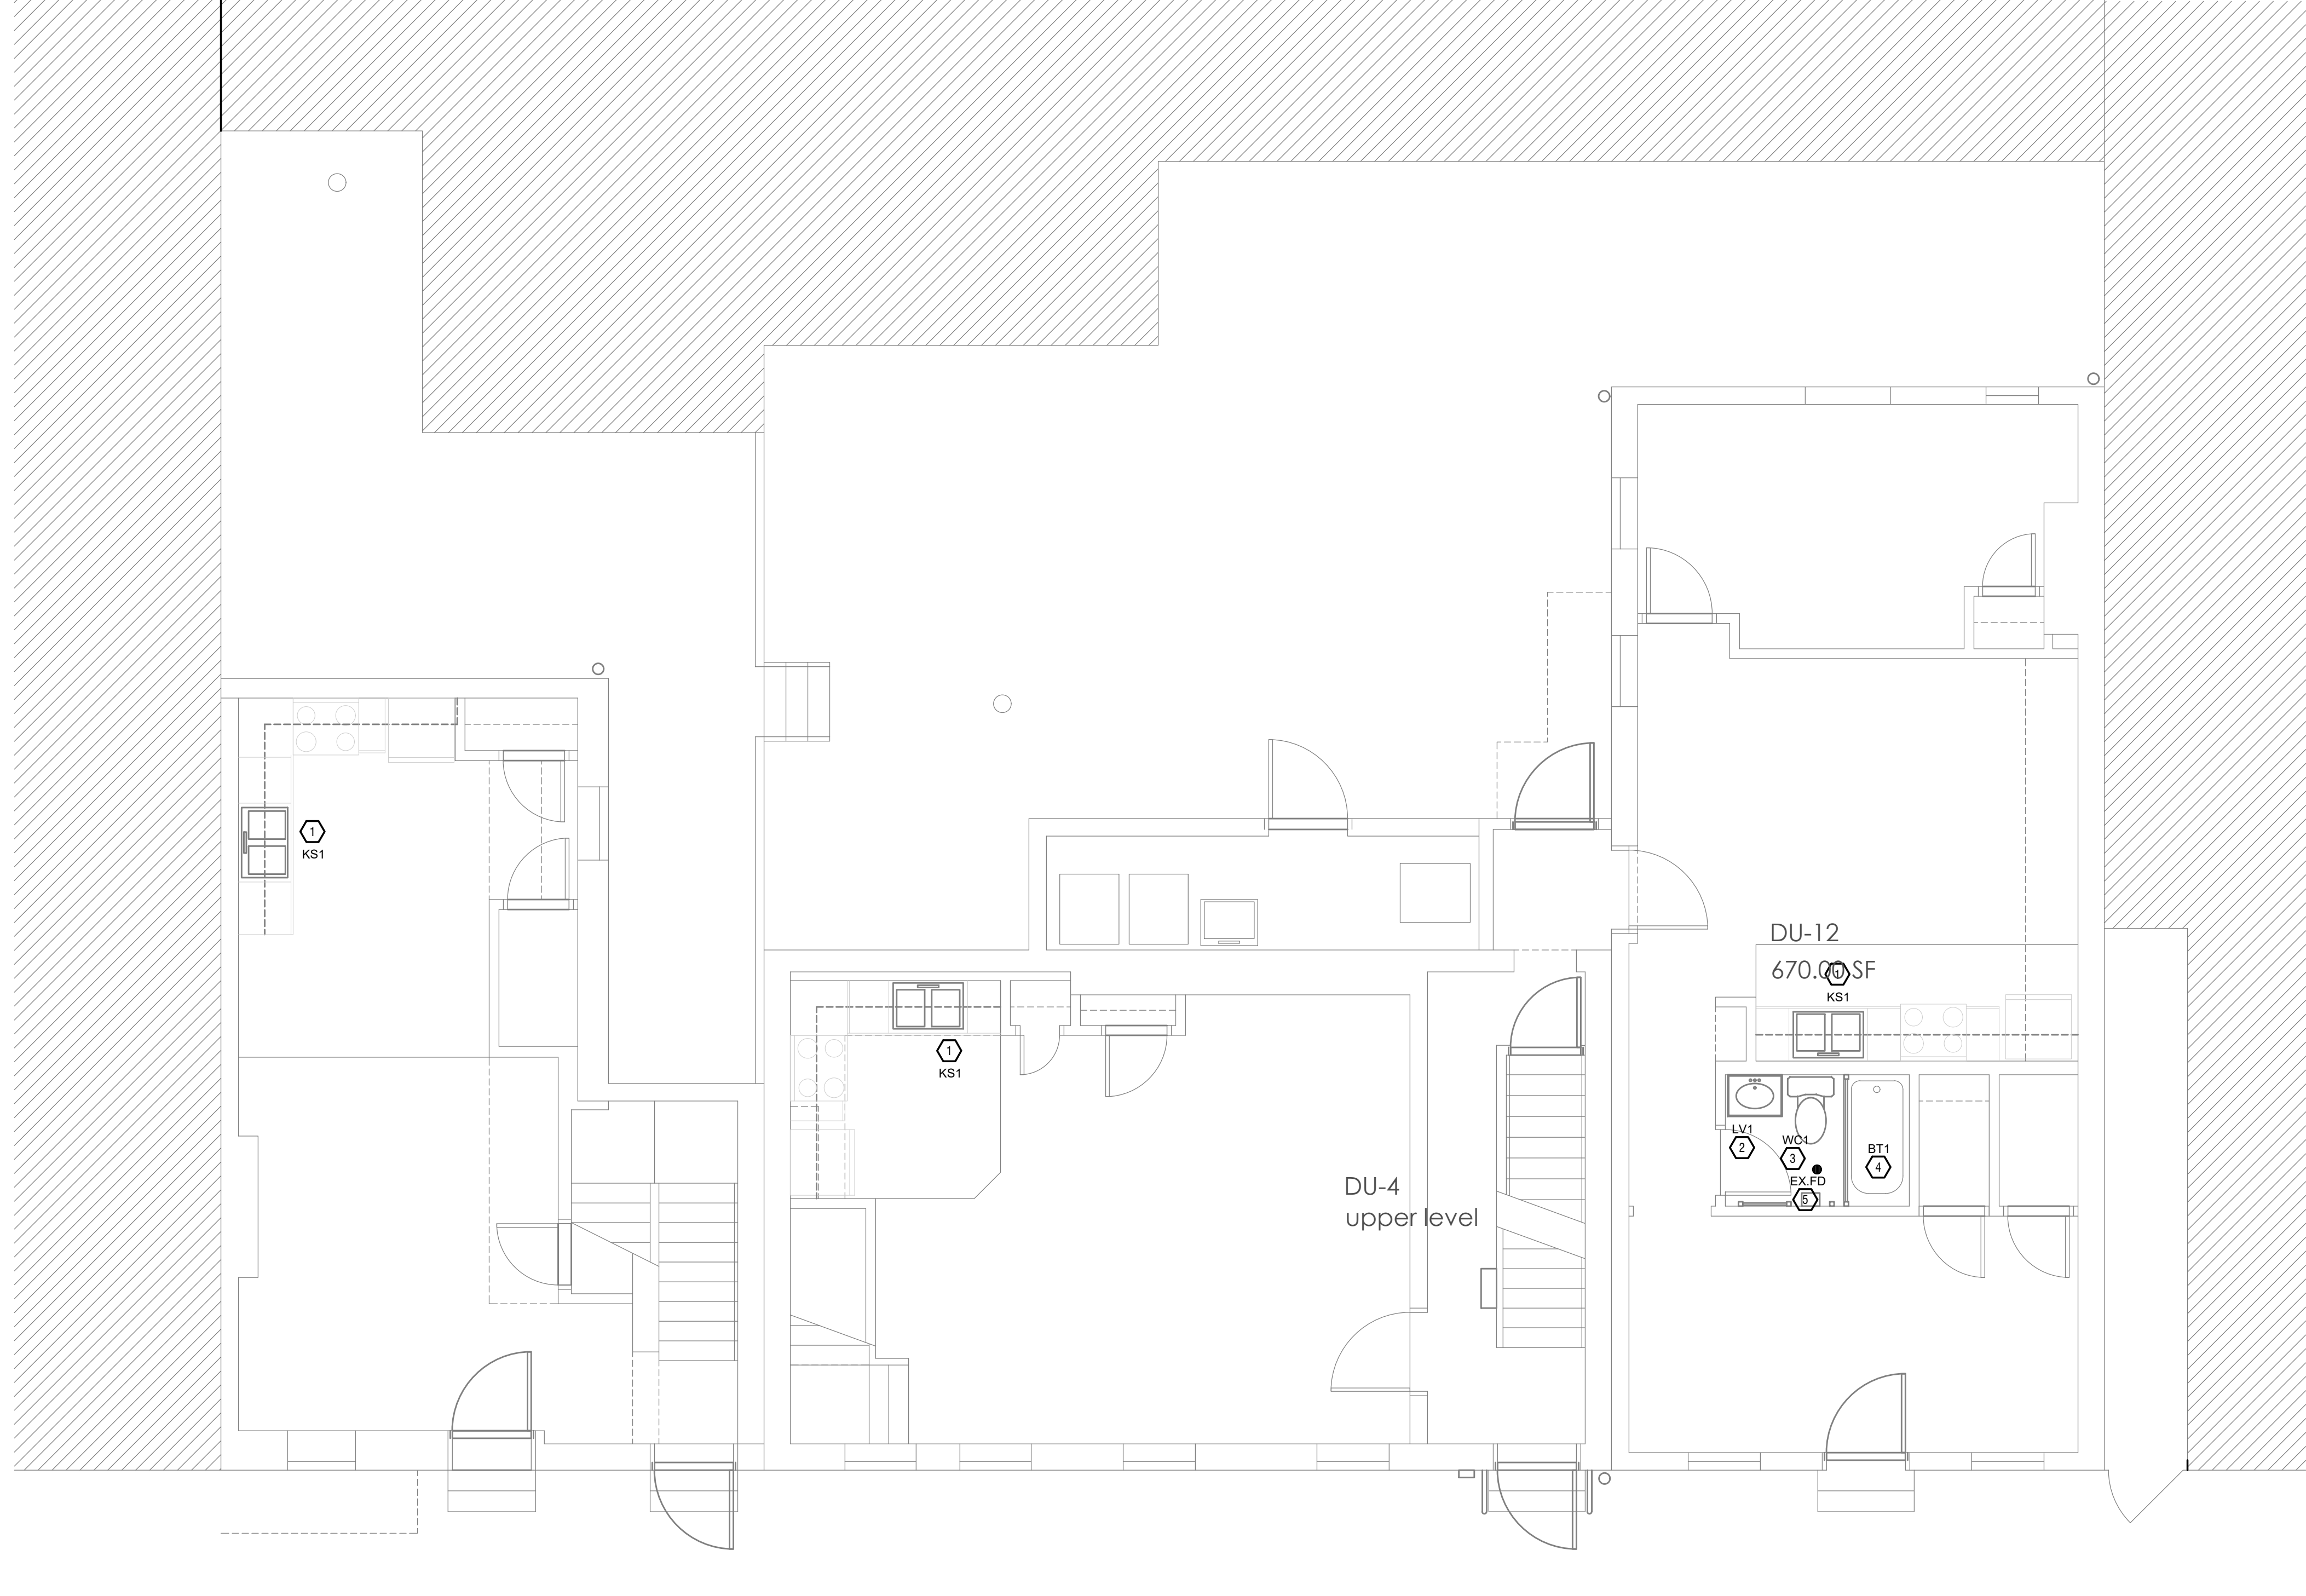 1
KS1
1
KS1
DU-4
upper level
DU-12
670.00 SF
1
KS1
LV1
2
WC1
3
BT1
4
EX.FD
5